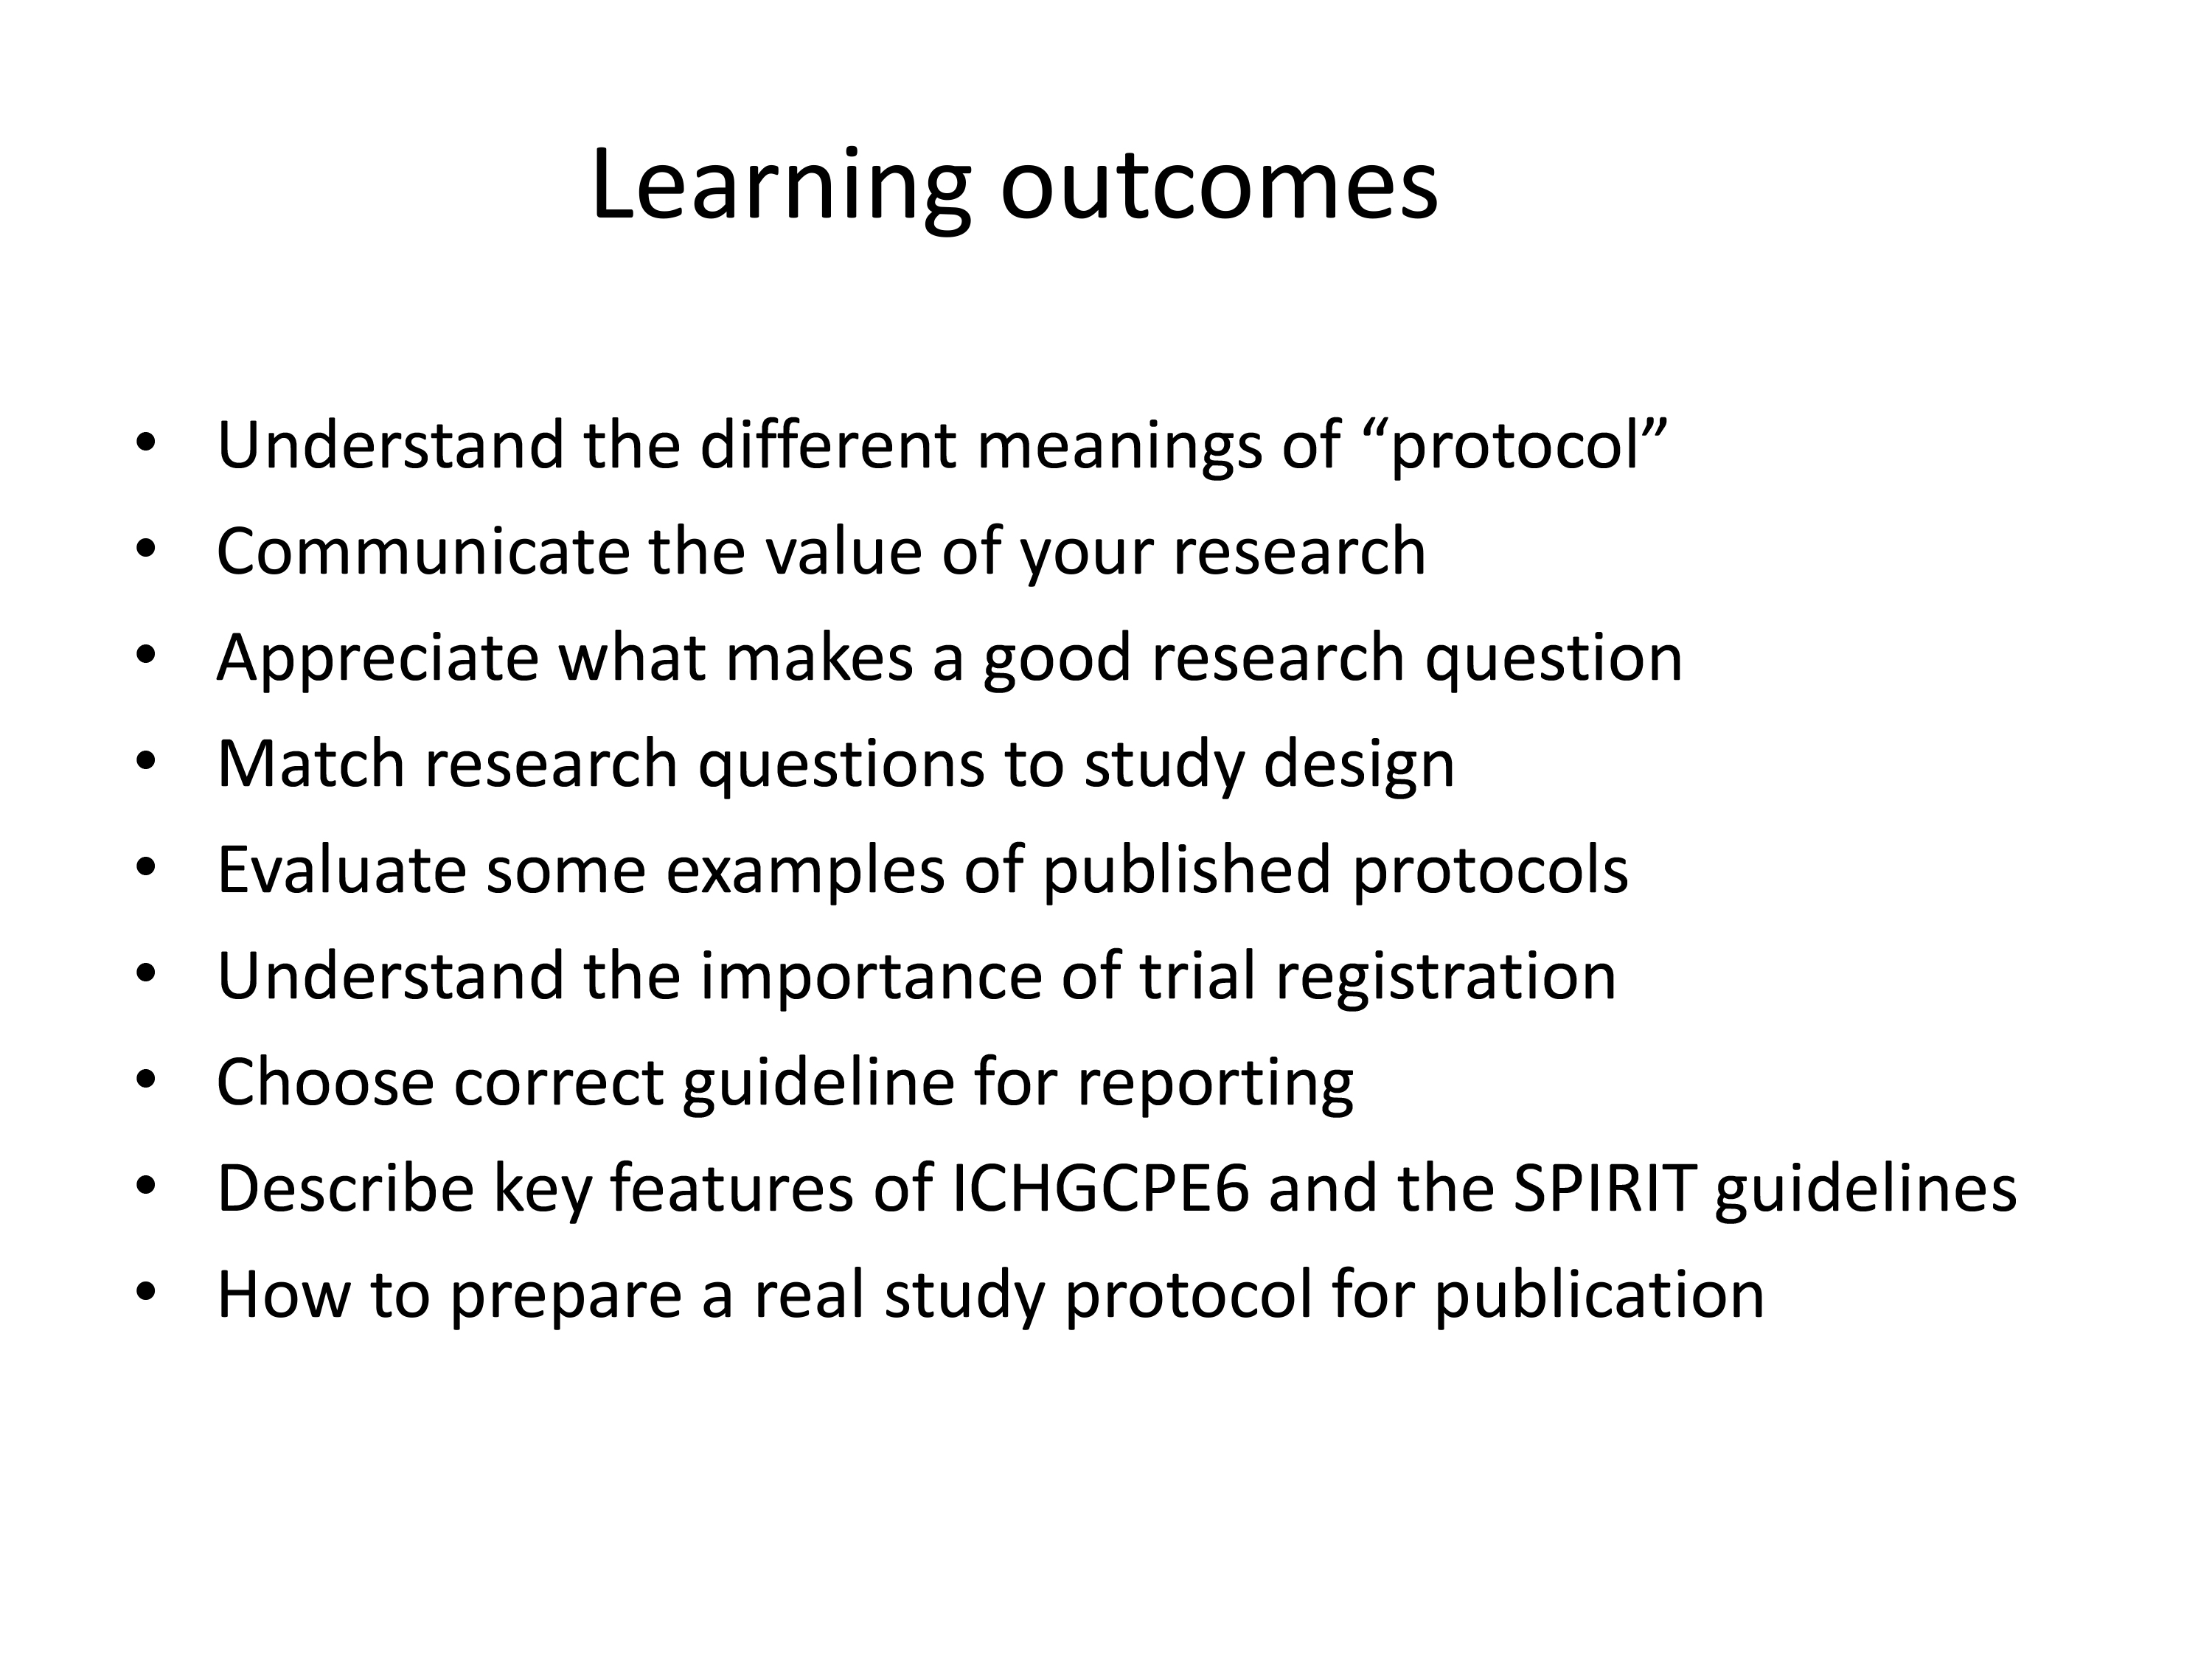 Learning outcomes
• Understand the different meanings of “protocol”
• Communicate the value of your research
• Appreciate what makes a good research question
• Match research questions to study design
• Evaluate some examples of published protocols
• Understand the importance of trial registration
• Choose correct guideline for reporting
• Describe key features of ICHGCPE6 and the SPIRIT guidelines
• How to prepare a real study protocol for publication